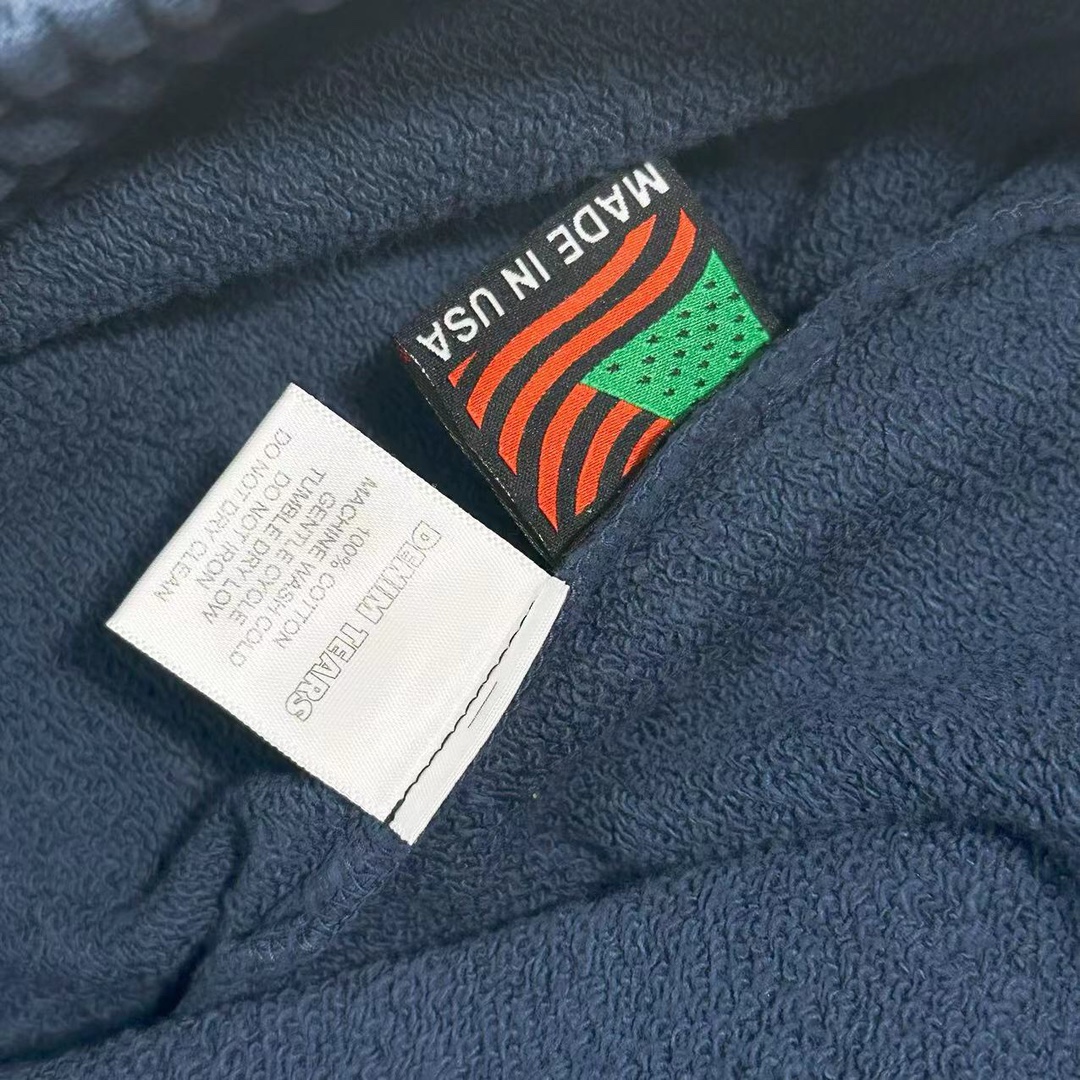 MADE IN USA
DENIM TEARS
100% COTTON
MACHINE WASH COLD
GENTLE CYCLE
TUMBLE DRY LOW
DO NOT IRON
DO NOT DRY CLEAN